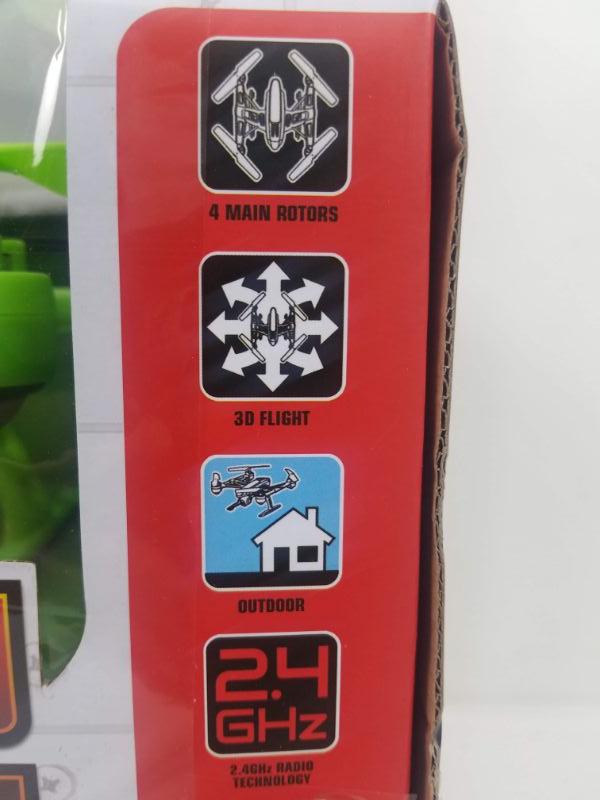 4 MAIN ROTORS
3D FLIGHT
OUTDOOR
2.4
GHz
2.4GHz RADIO
TECHNOLOGY